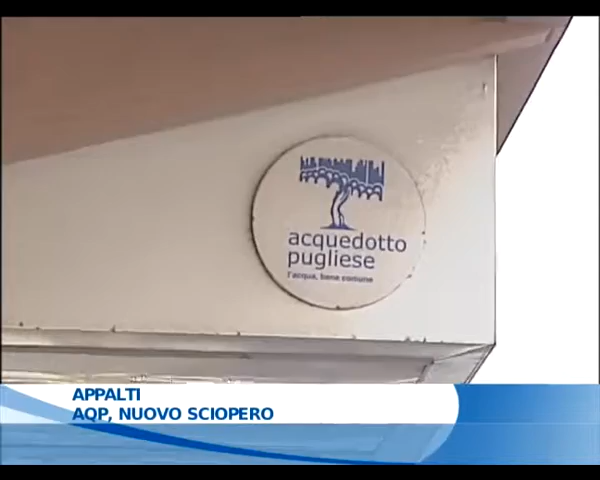 acquedotto
pugliese
l'acqua, bene comune
APPALTI
AQP, NUOVO SCIOPERO